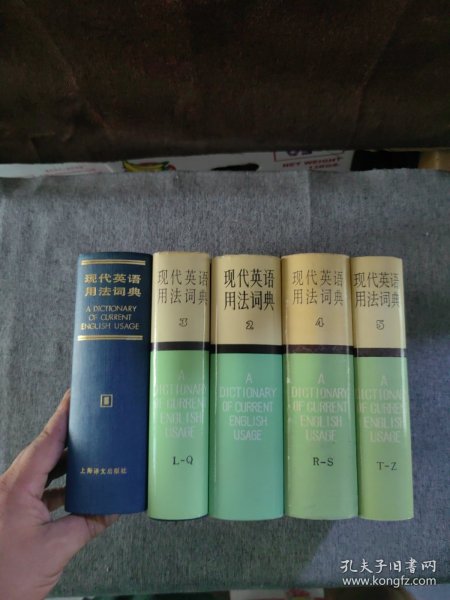 NET WEIGHT
现代英语
用法词典
A DICTIONARY
OF CURRENT
ENGLISH USAGE
上海译文出版社
现代英语
用法词典
3
A
DICTIONARY
OF CURRENT
ENGLISH
USAGE
L-Q
现代英语
用法词典
2
A
DICTIONARY
OF CURRENT
ENGLISH
USAGE
现代英语
用法词典
4
A
DICTIONARY
OF CURRENT
ENGLISH
USAGE
R-S
现代英语
用法词典
5
A
DICTIONARY
OF CURRENT
ENGLISH
USAGE
T-Z
孔夫子旧书网
www.kongfz.com